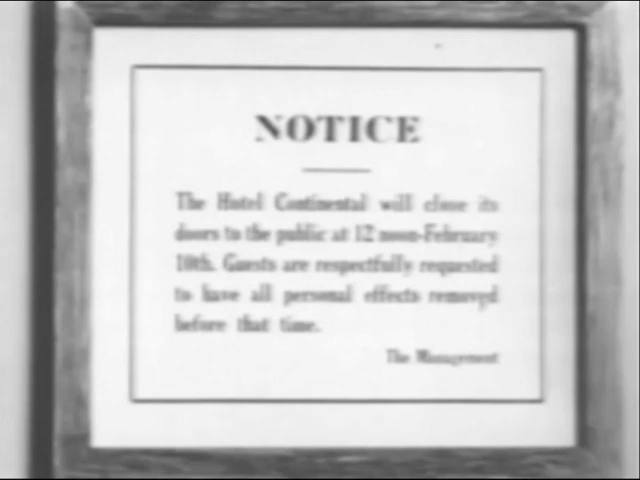 NOTICE
The Hotel Continental will close its
doors to the public at 12 noon-February
10th. Guests are respectfully requested
to have all personal effects removed
before that time.
The Management